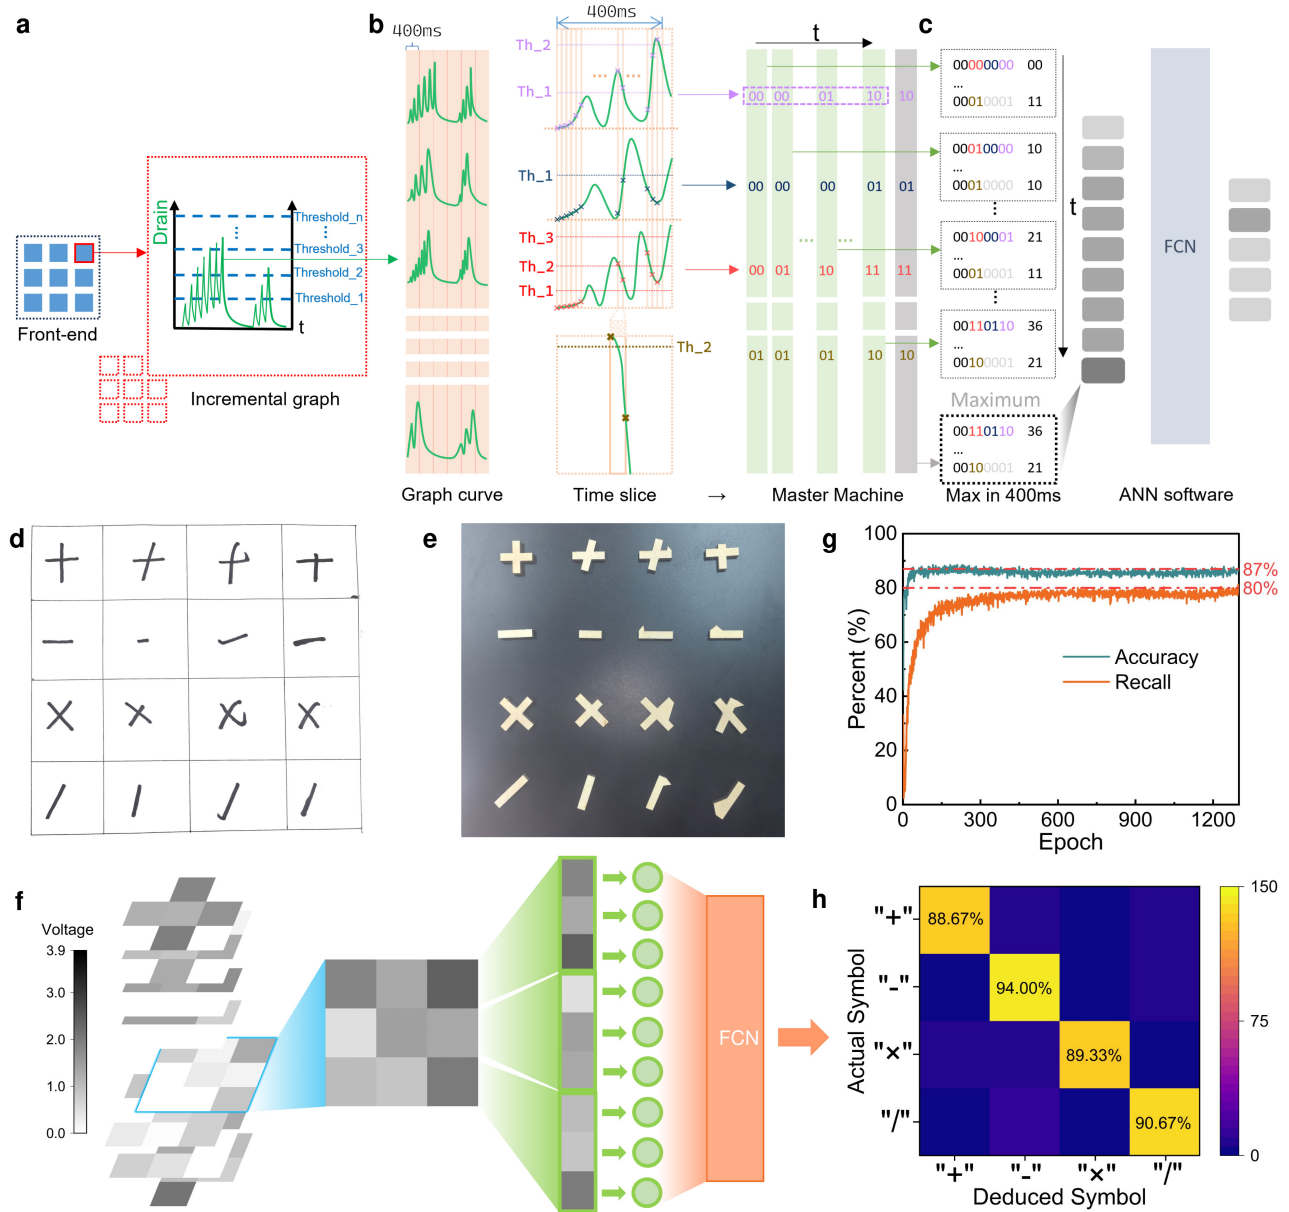 a
Drain
Threshold_n
Threshold_3
Threshold_2
Threshold_1
t
Front-end
Incremental graph
b
400ms
400ms
Th_2
Th_1
Th_1
Th_3
Th_2
Th_1
Th_2
t
00 00 01 10 10
00 00 00 01 01
00 01 10 11 11
01 01 01 10 10
Graph curve
Time slice → Master Machine
c
00000000 00
...
00010001 11
00010000 10
...
00010000 10
00100001 21
...
00010001 11
00110110 36
...
00100001 21
Maximum
00110110 36
...
00100001 21
t
FCN
Max in 400ms
ANN software
d
e
g
100
80
60
40
20
0
Percent (%)
87%
80%
Accuracy
Recall
0 300 600 900 1200
Epoch
f
Voltage
3.9
3.0
2.0
1.0
0.0
FCN
h
Actual Symbol
"+"
"-"
"×"
"/"
88.67%
94.00%
89.33%
90.67%
"+" "-" "×" "/"
Deduced Symbol
150
75
0